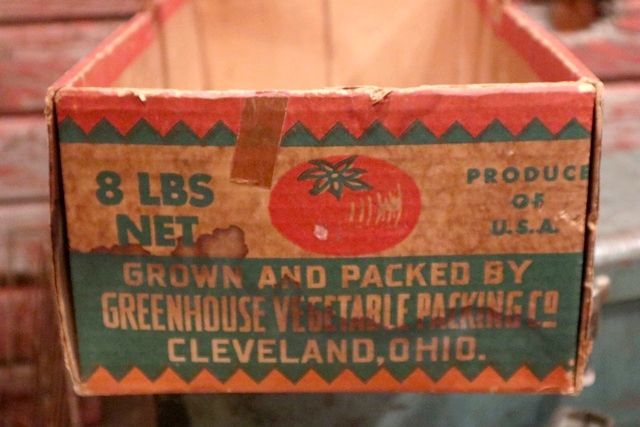 8 LBS
NET
PRODUCE
OF
U.S.A.
GROWN AND PACKED BY
GREENHOUSE VEGETABLE PACKING CO
CLEVELAND, OHIO.